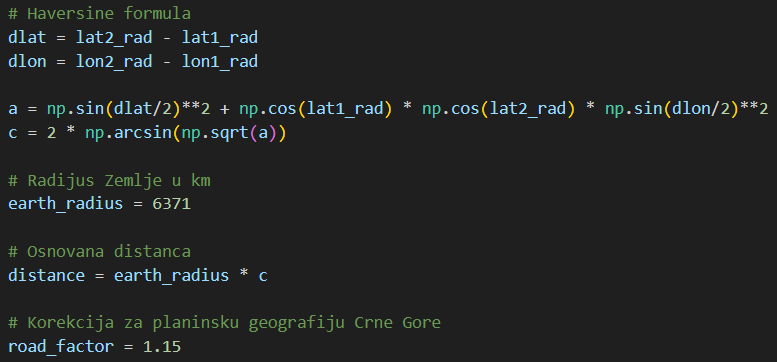 # Haversine formula
dlat = lat2_rad - lat1_rad
dlon = lon2_rad - lon1_rad
a = np.sin(dlat/2)**2 + np.cos(lat1_rad) * np.cos(lat2_rad) * np.sin(dlon/2)**2
c = 2 * np.arcsin(np.sqrt(a))
# Radijus Zemlje u km
earth_radius = 6371
# Osnovana distanca
distance = earth_radius * c
# Korekcija za planinsku geografiju Crne Gore
road_factor = 1.15